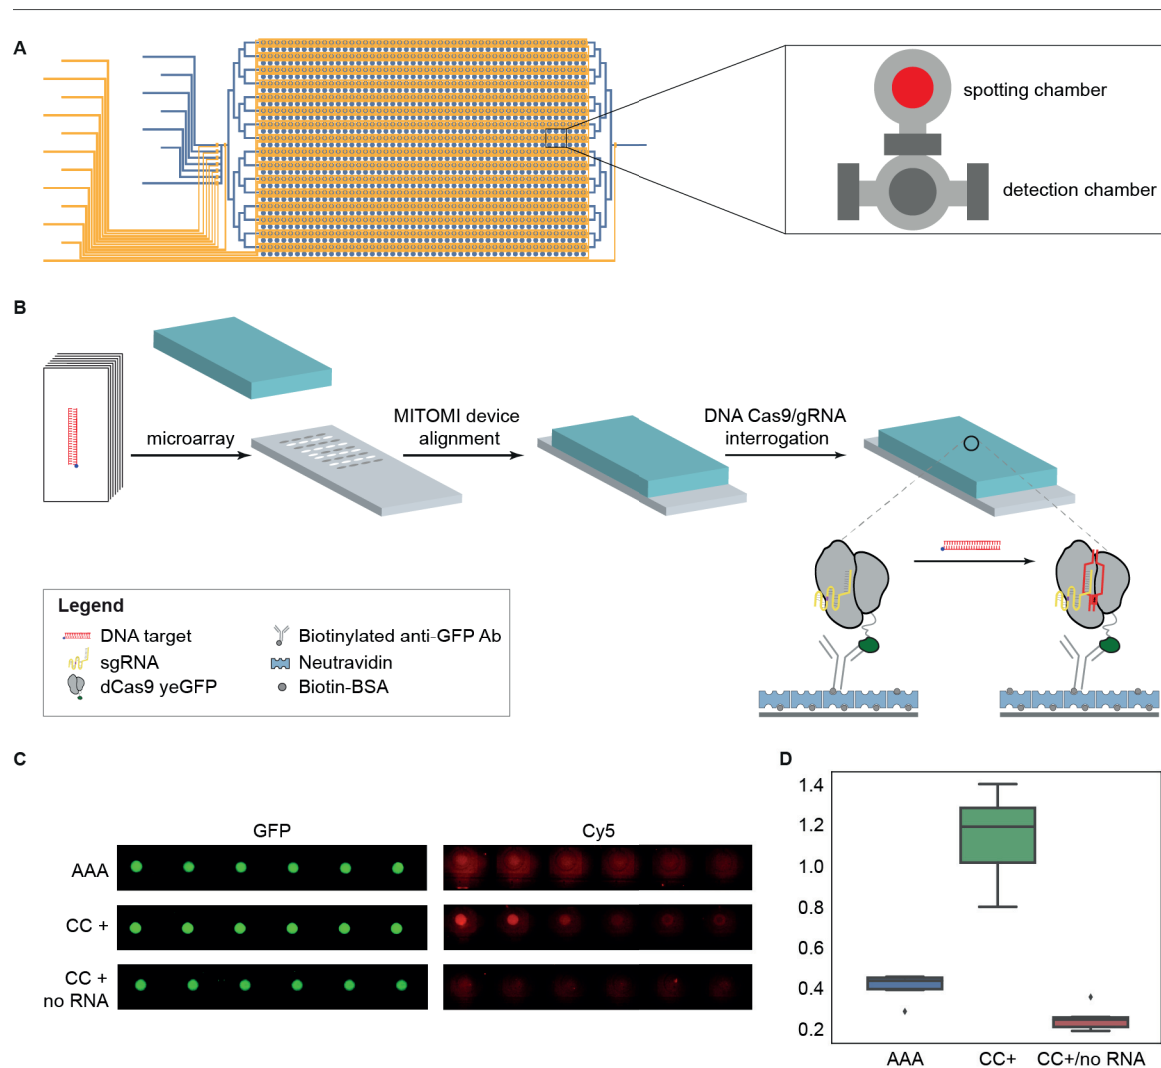 A
spotting chamber
detection chamber
B
microarray
MITOMI device
alignment
DNA Cas9/gRNA
interrogation
Legend
DNA target
sgRNA
dCas9 yeGFP
Biotinylated anti-GFP Ab
Neutravidin
Biotin-BSA
C
GFP
Cy5
AAA
CC +
CC +
no RNA
D
1.4
1.2
1.0
0.8
0.6
0.4
0.2
AAA
CC+
CC+/no RNA